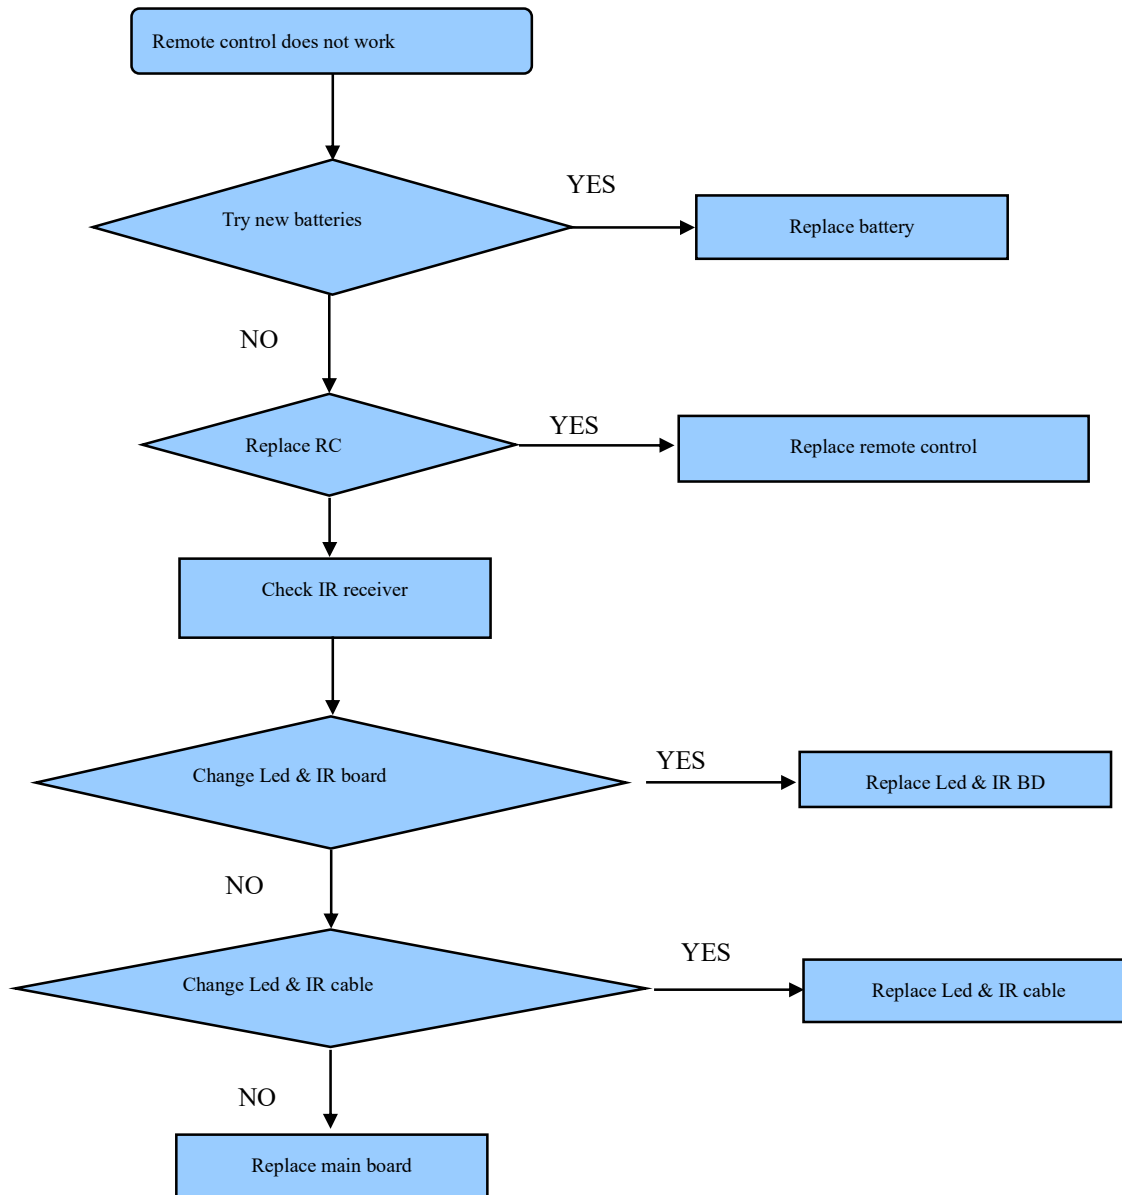 Remote control does not work
YES
Try new batteries
Replace battery
NO
YES
Replace RC
Replace remote control
Check IR receiver
YES
Change Led & IR board
Replace Led & IR BD
NO
YES
Change Led & IR cable
Replace Led & IR cable
NO
Replace main board